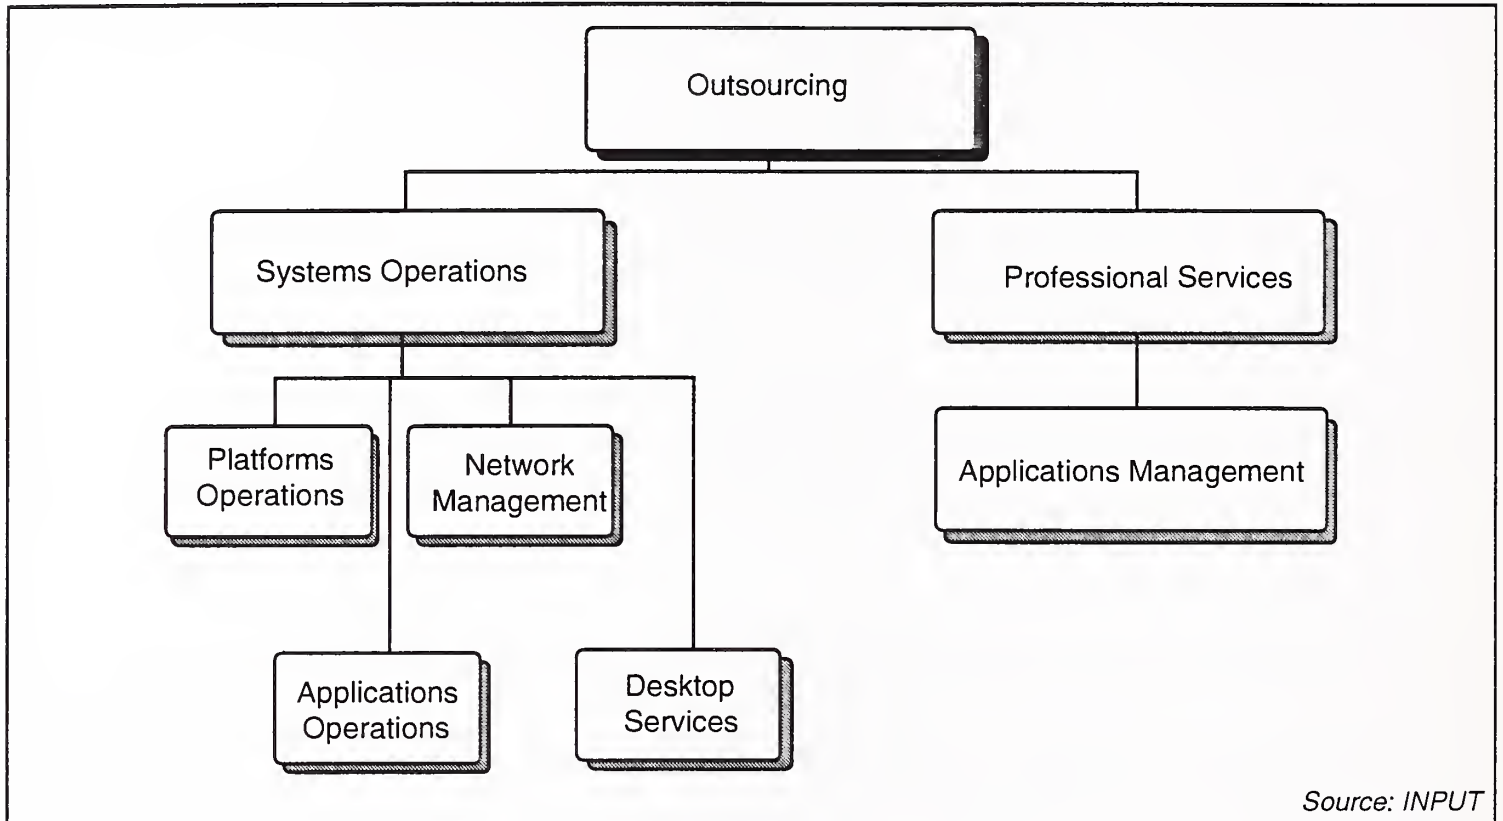 Outsourcing
Systems Operations
Professional Services
Platforms
Operations
Network
Management
Applications Management
Applications
Operations
Desktop
Services
Source: INPUT